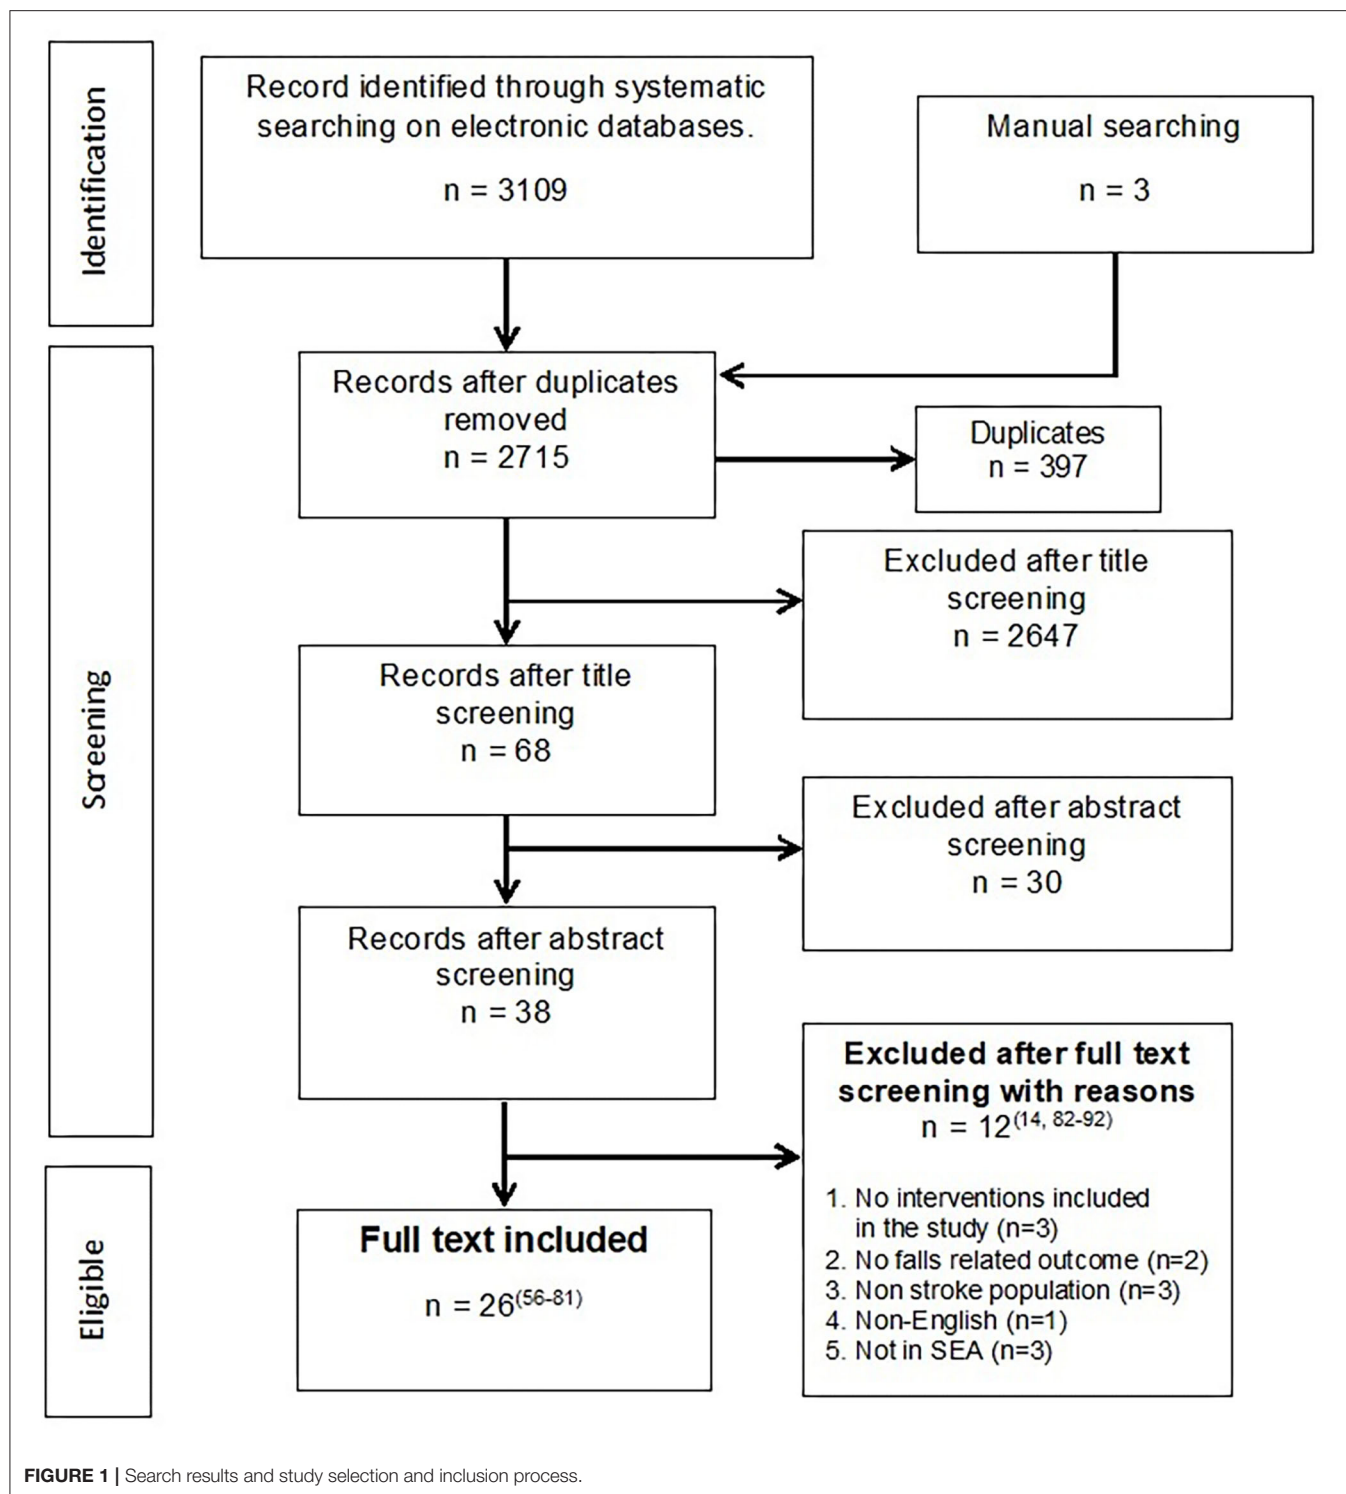 Identification
Record identified through systematic
searching on electronic databases.
n = 3109
Manual searching
n = 3
Screening
Records after duplicates
removed
n = 2715
Duplicates
n = 397
Excluded after title
screening
n = 2647
Records after title
screening
n = 68
Excluded after abstract
screening
n = 30
Records after abstract
screening
n = 38
Excluded after full text
screening with reasons
n = 12(14, 82-92)
1. No interventions included
in the study (n=3)
2. No falls related outcome (n=2)
3. Non stroke population (n=3)
4. Non-English (n=1)
5. Not in SEA (n=3)
Eligible
Full text included
n = 26(56-81)
FIGURE 1 | Search results and study selection and inclusion process.